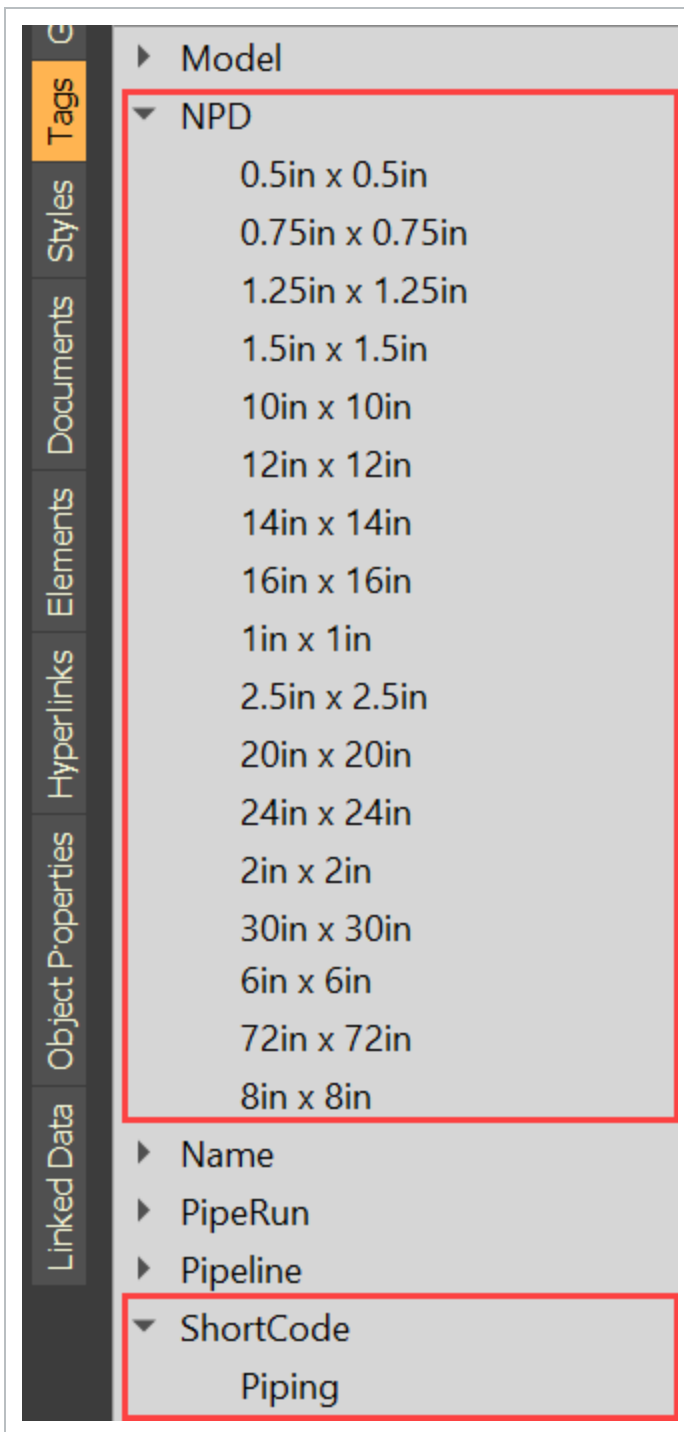 G
Tags
Styles
Documents
Elements
Hyperlinks
Object Properties
Linked Data
Model
NPD
0.5in x 0.5in
0.75in x 0.75in
1.25in x 1.25in
1.5in x 1.5in
10in x 10in
12in x 12in
14in x 14in
16in x 16in
1in x 1in
2.5in x 2.5in
20in x 20in
24in x 24in
2in x 2in
30in x 30in
6in x 6in
72in x 72in
8in x 8in
Name
PipeRun
Pipeline
ShortCode
Piping